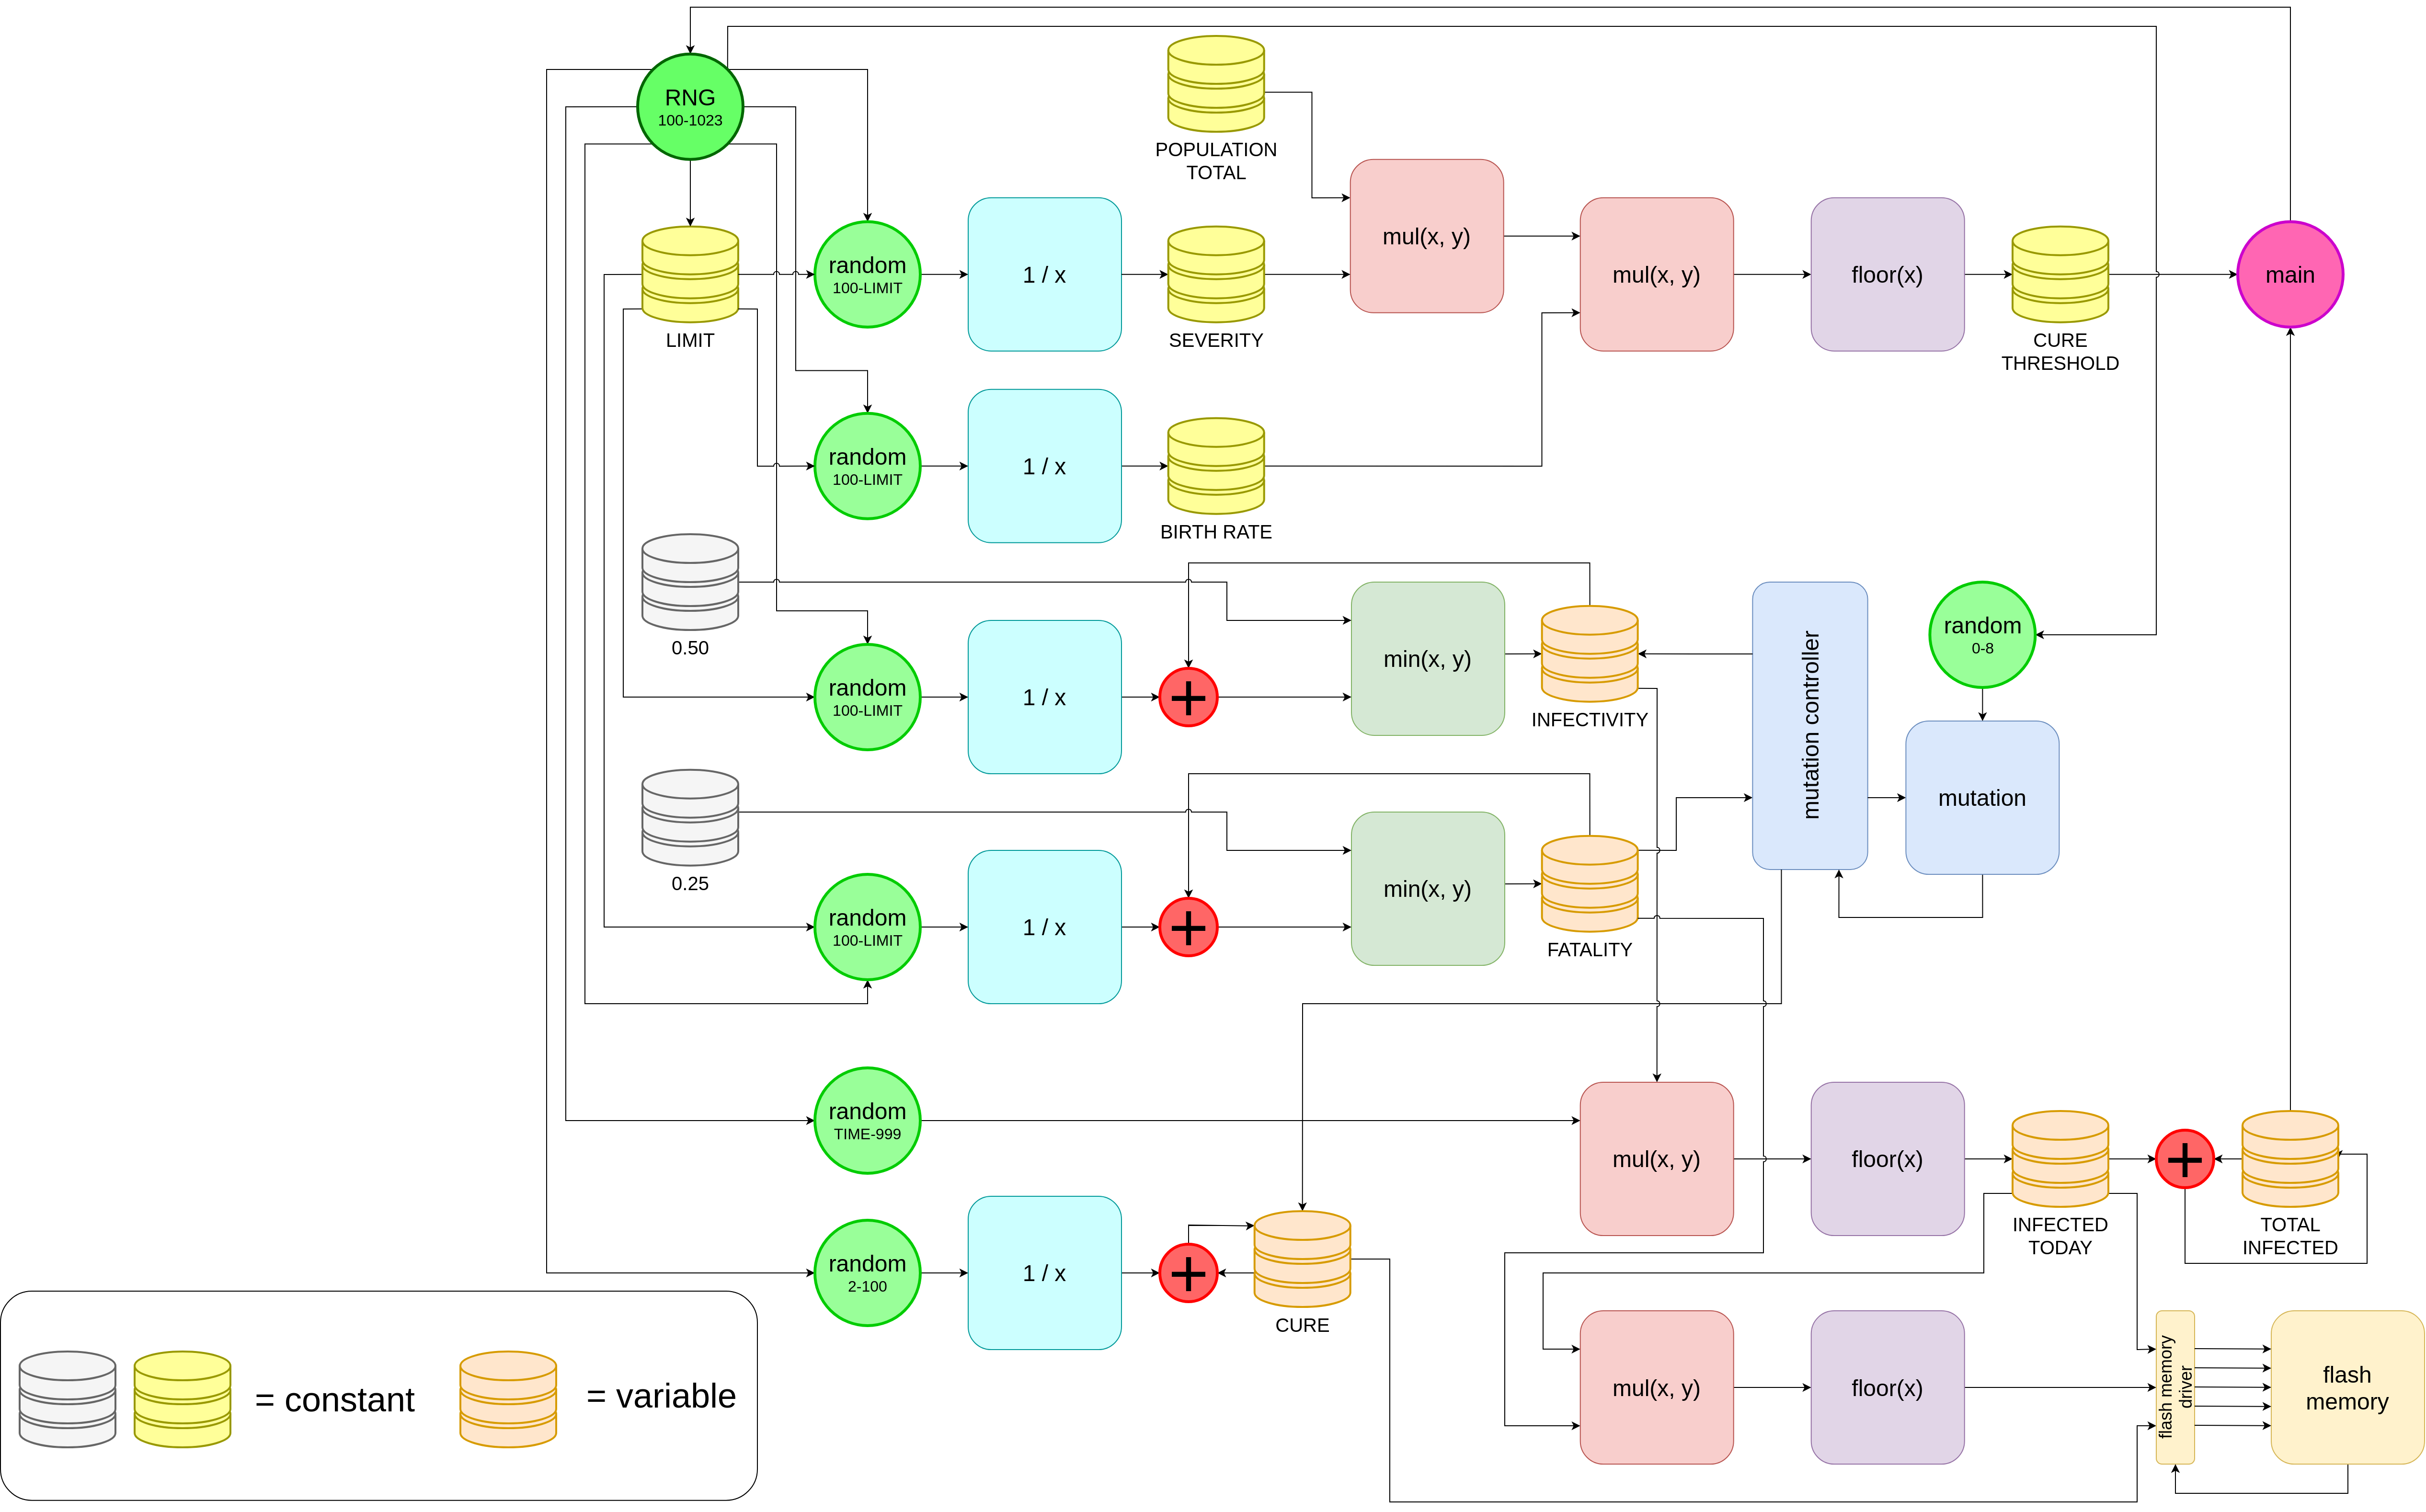 RNG
100-1023
POPULATION
TOTAL
LIMIT
random
100-LIMIT
1 / x
SEVERITY
mul(x, y)
mul(x, y)
floor(x)
CURE
THRESHOLD
main
random
100-LIMIT
1 / x
BIRTH RATE
0.50
random
100-LIMIT
1 / x
+
min(x, y)
INFECTIVITY
mutation controller
random
0-8
mutation
0.25
random
100-LIMIT
1 / x
+
min(x, y)
FATALITY
random
TIME-999
mul(x, y)
floor(x)
INFECTED
TODAY
+
TOTAL
INFECTED
random
2-100
1 / x
+
CURE
mul(x, y)
floor(x)
flash memory
driver
flash
memory
= constant
= variable